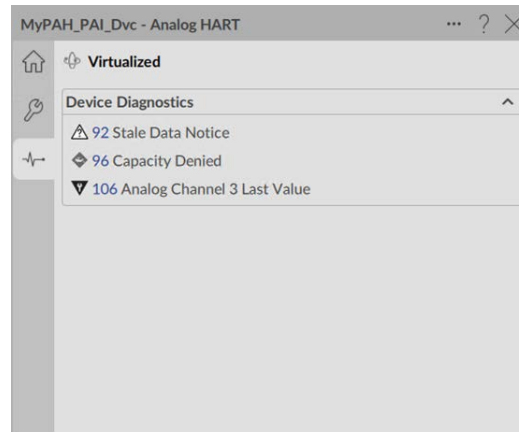 MyPAH_PAI_Dvc - Analog HART ... ?
Virtualized
Device Diagnostics
92 Stale Data Notice
96 Capacity Denied
106 Analog Channel 3 Last Value